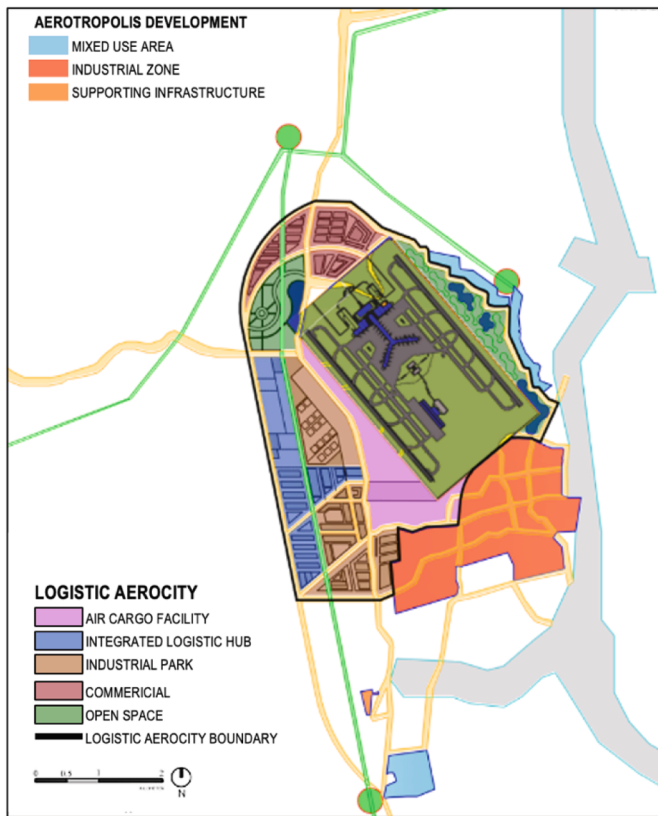 AEROTROPOLIS DEVELOPMENT
MIXED USE AREA
INDUSTRIAL ZONE
SUPPORTING INFRASTRUCTURE
LOGISTIC AEROCITY
AIR CARGO FACILITY
INTEGRATED LOGISTIC HUB
INDUSTRIAL PARK
COMMERICIAL
OPEN SPACE
LOGISTIC AEROCITY BOUNDARY
0 0.5 1 2
N